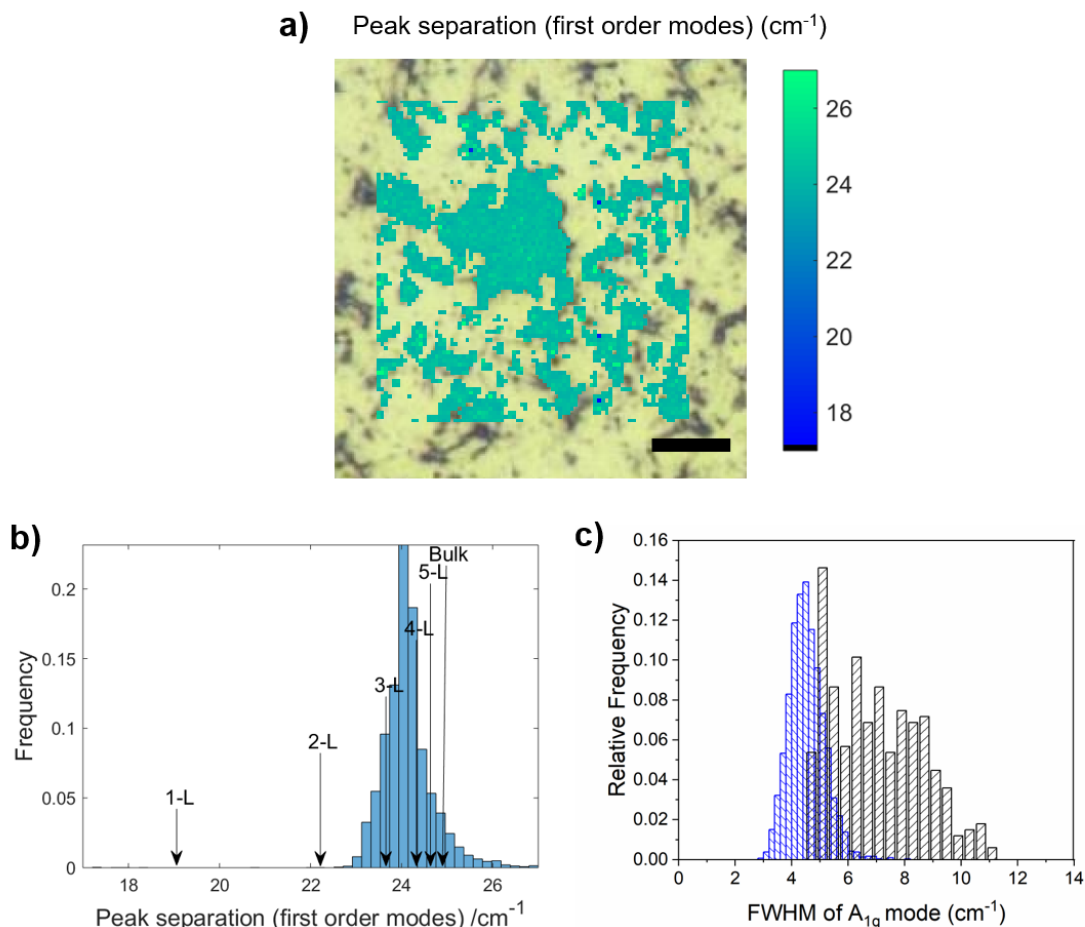 a) Peak separation (first order modes) (cm⁻¹)
26
24
22
20
18
b)
Bulk
5-L
4-L
3-L
2-L
1-L
Frequency
0.2
0.15
0.1
0.05
0
18 20 22 24 26
Peak separation (first order modes) /cm⁻¹
c)
Relative Frequency
0.16
0.14
0.12
0.10
0.08
0.06
0.04
0.02
0.00
0 2 4 6 8 10 12 14
FWHM of A₁g mode (cm⁻¹)